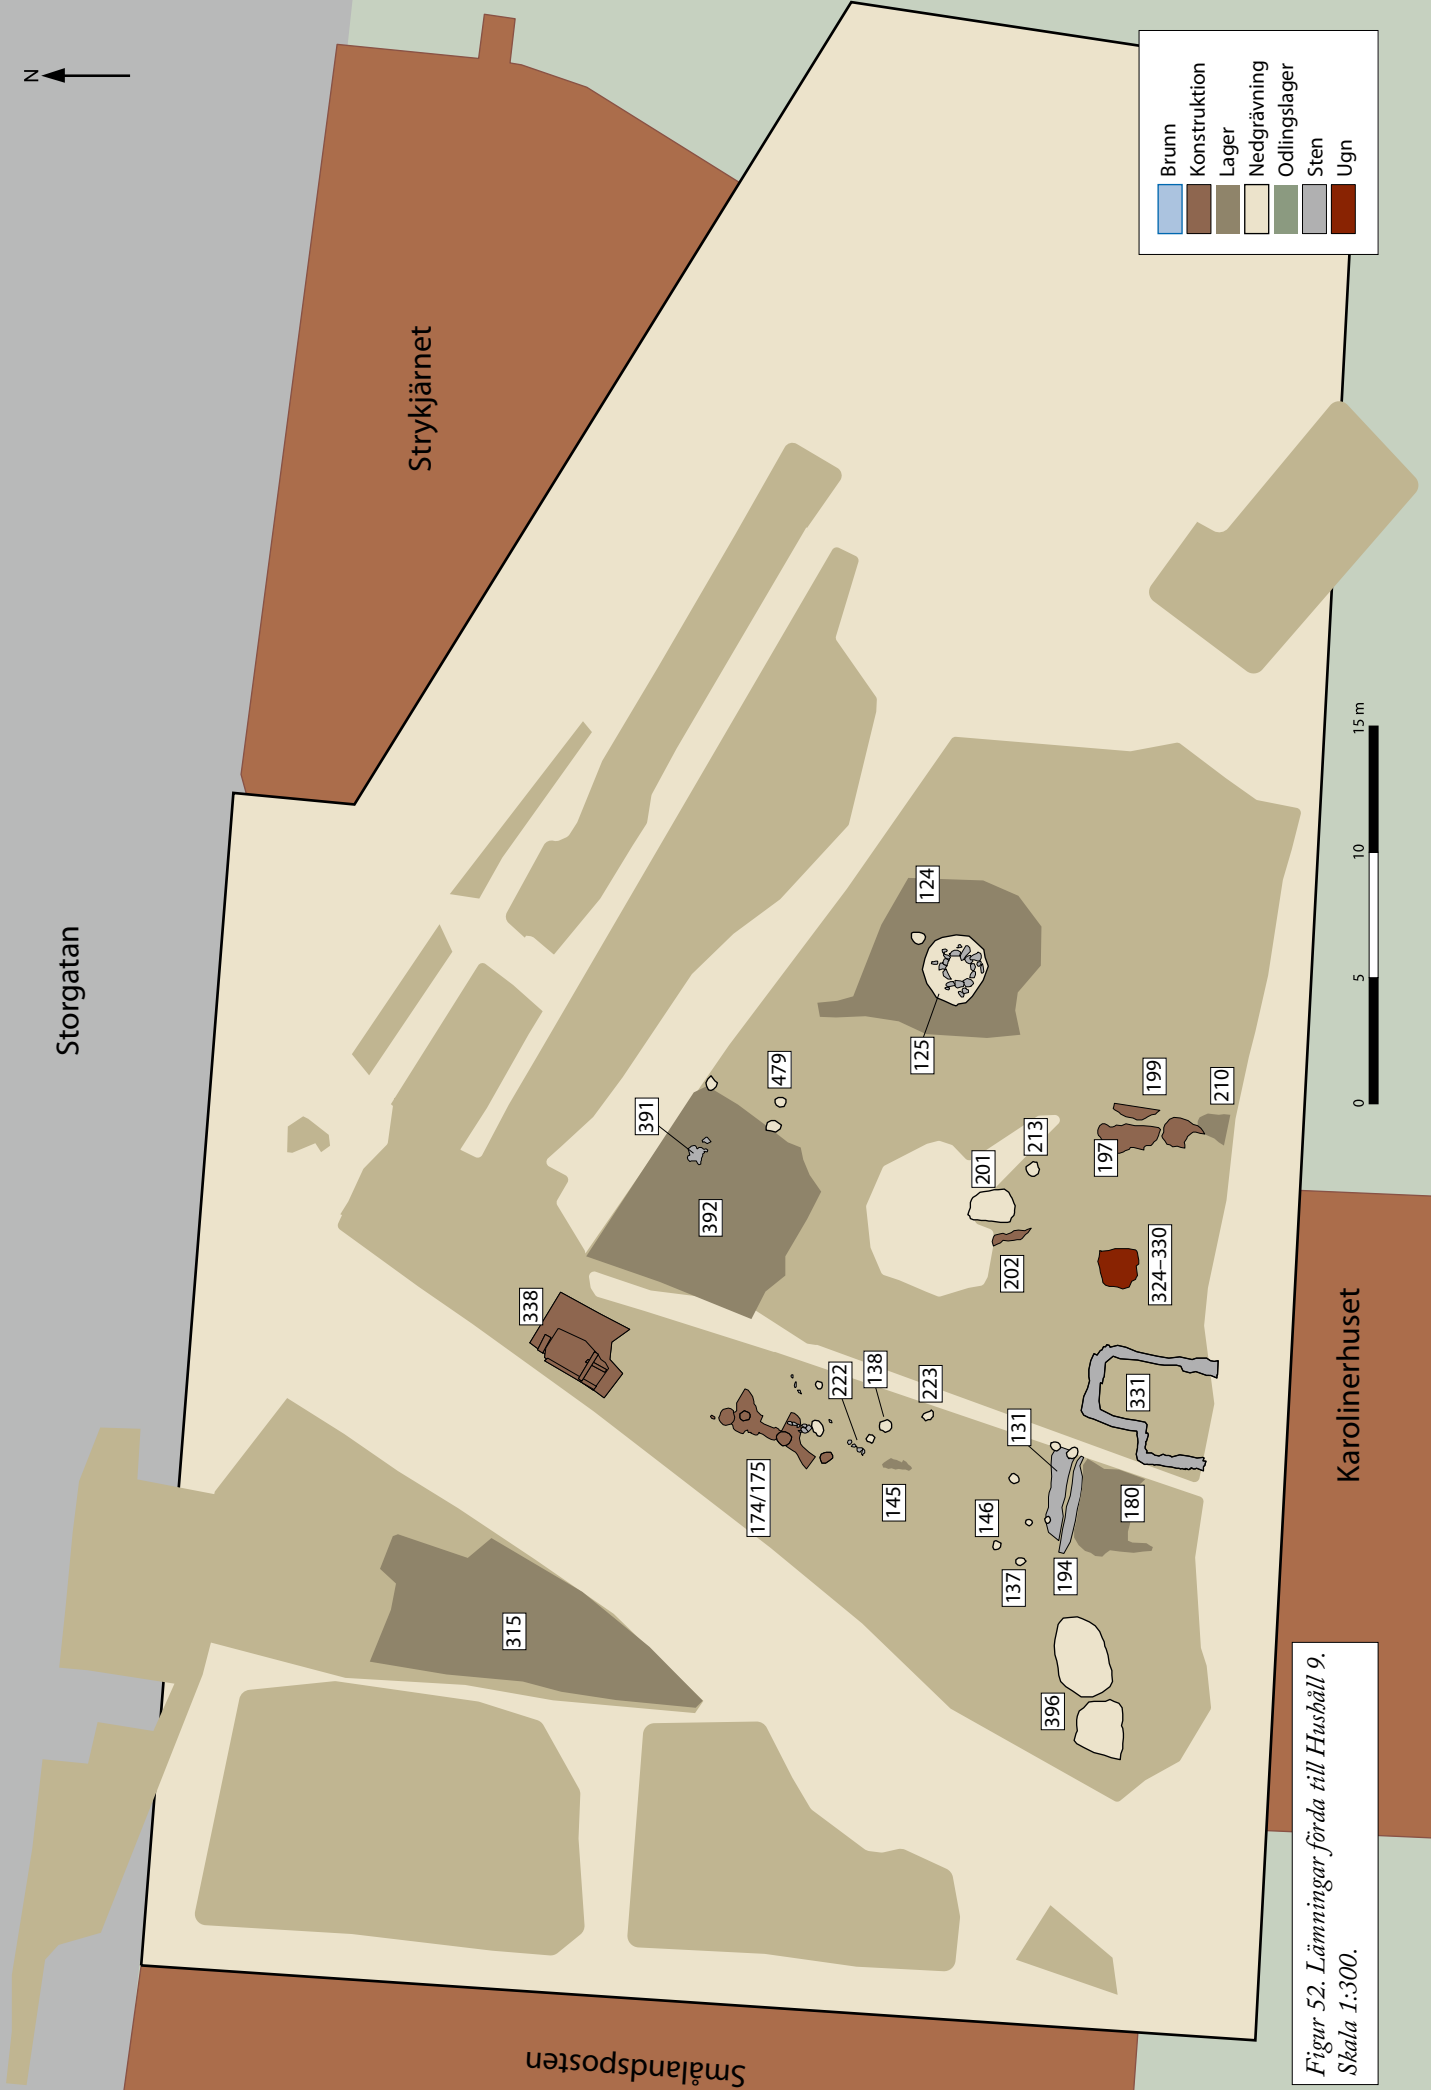 N
Storgatan
Strykjärnet
Smålandsposten
Karolinerhuset
Brunn
Konstruktion
Lager
Nedgrävning
Odlingslager
Sten
Ugn
315
338
391
392
479
124
125
174/175
222
138
223
145
146
137
131
194
180
331
396
201
202
213
197
199
210
324–330
0 5 10 15 m
Figur 52. Lämningar förda till Hushåll 9.
Skala 1:300.